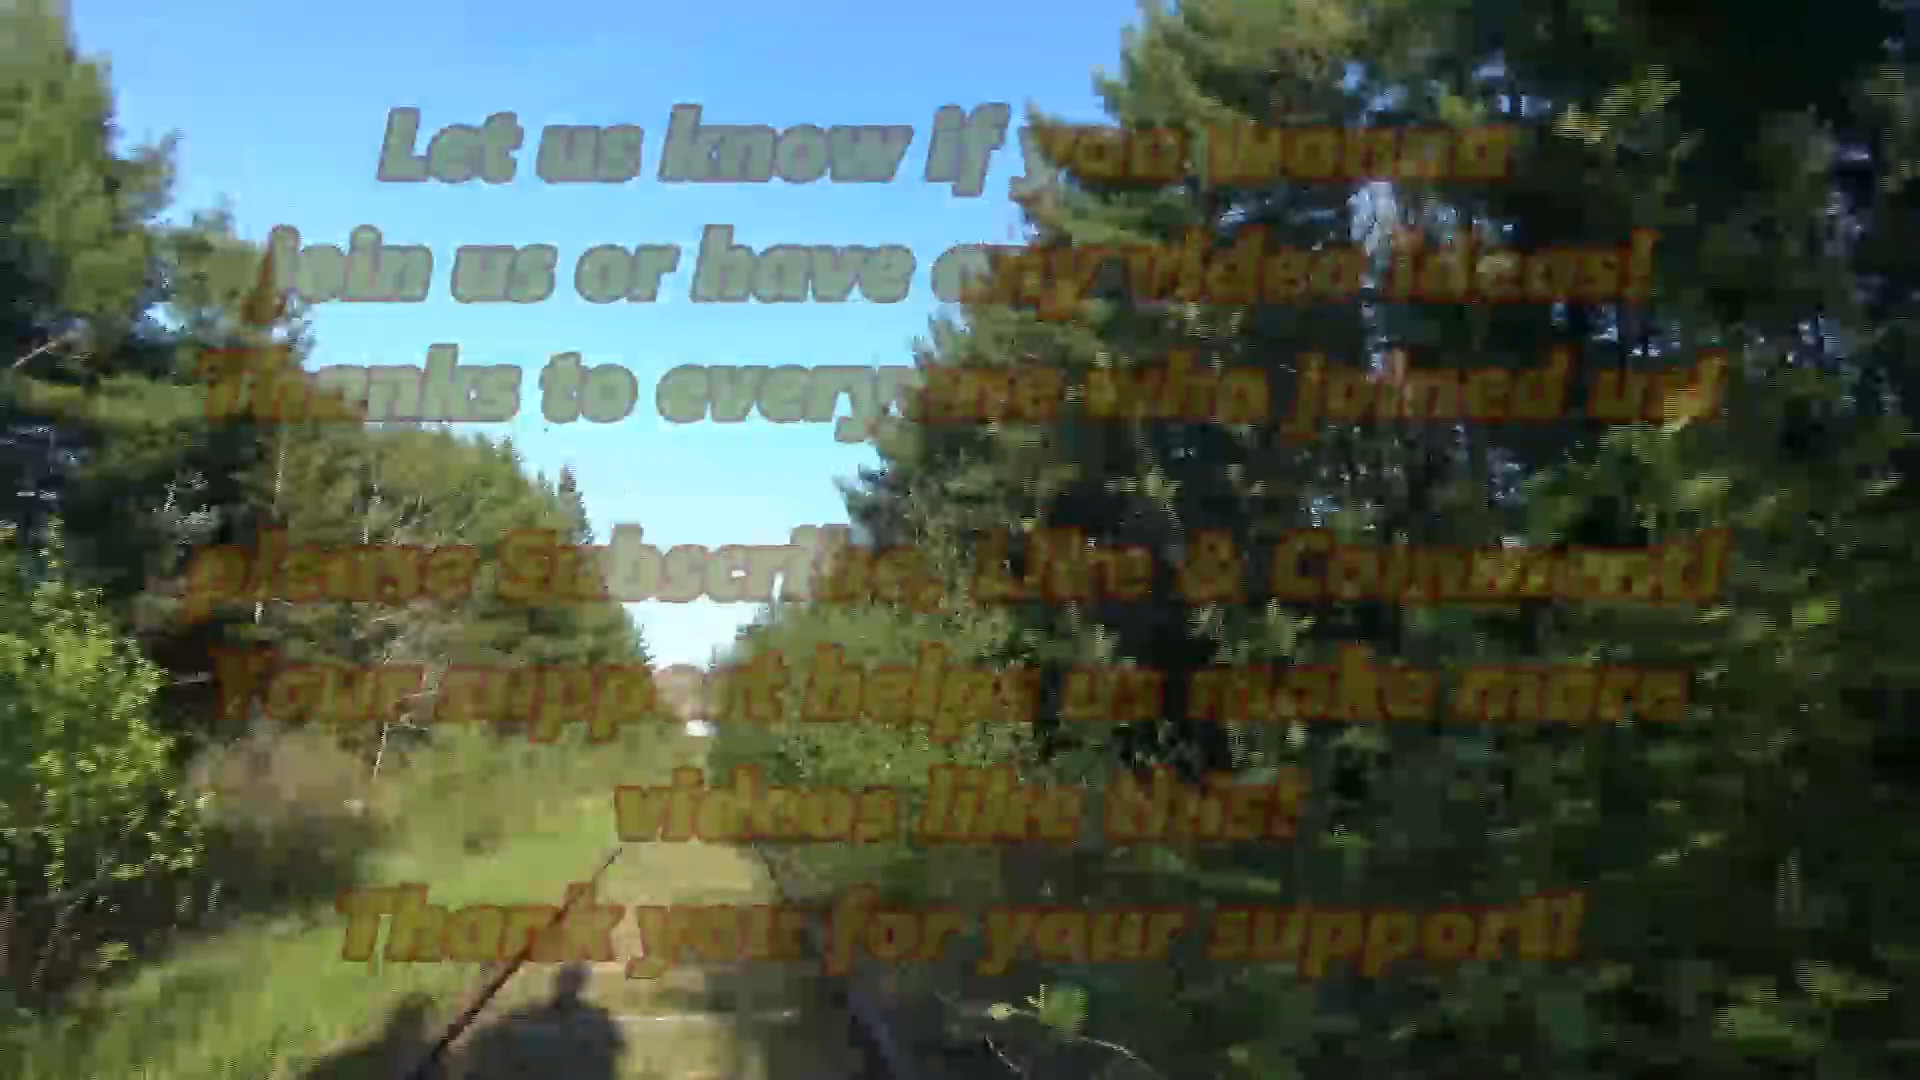 Let us know if you wanna
join us or have any video ideas!
Thanks to everyone who joined us!
please Subscribe, Like & Comment!
Your support helps us make more
videos like this!
Thank you for your support!